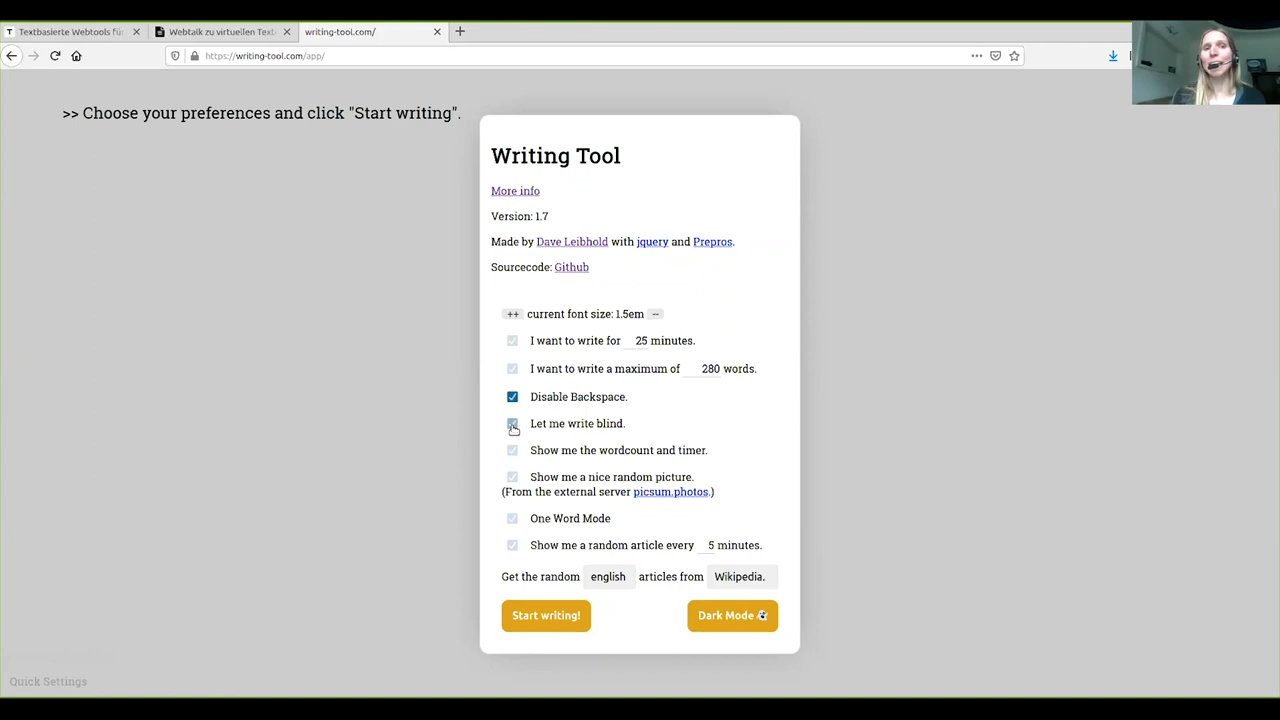 Textbasierte Webtools fü
Webtalk zu virtuellen Text
writing-tool.com/
https://writing-tool.com/app/
>> Choose your preferences and click "Start writing".
Writing Tool
More info
Version: 1.7
Made by Dave Leibhold with jquery and Prepros.
Sourcecode: Github
++ current font size: 1.5em --
I want to write for 25 minutes.
I want to write a maximum of 280 words.
Disable Backspace.
Let me write blind.
Show me the wordcount and timer.
Show me a nice random picture.
(From the external server picsum.photos.)
One Word Mode
Show me a random article every 5 minutes.
Get the random english articles from Wikipedia.
Start writing!
Dark Mode
Quick Settings